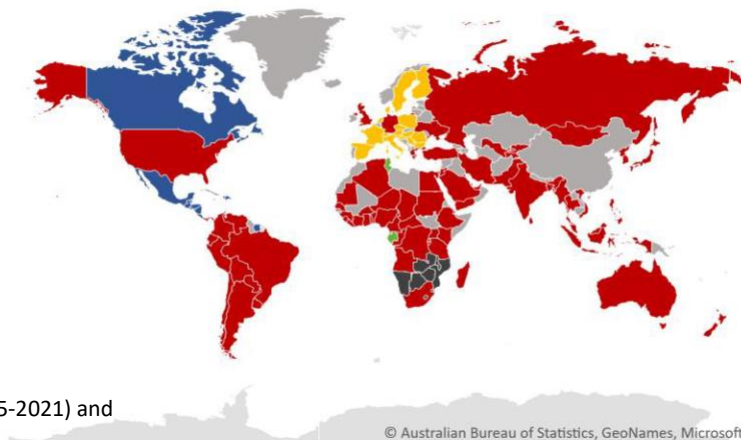 5-2021) and
© Australian Bureau of Statistics, GeoNames, Microsoft